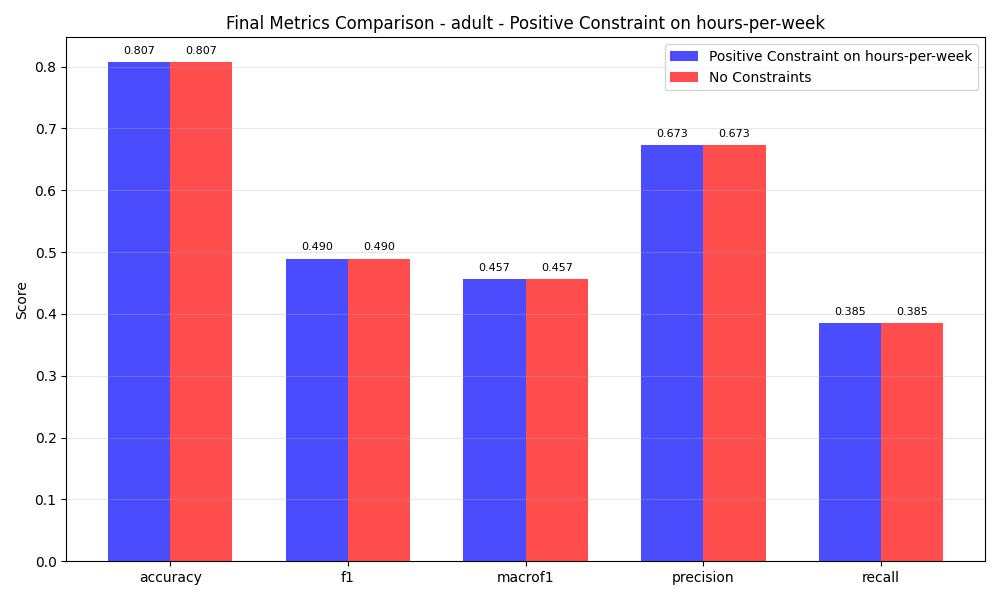 Final Metrics Comparison - adult - Positive Constraint on hours-per-week
Positive Constraint on hours-per-week
No Constraints
Score
0.8
0.7
0.6
0.5
0.4
0.3
0.2
0.1
0.0
0.807 0.807
0.490 0.490
0.457 0.457
0.673 0.673
0.385 0.385
accuracy f1 macrof1 precision recall